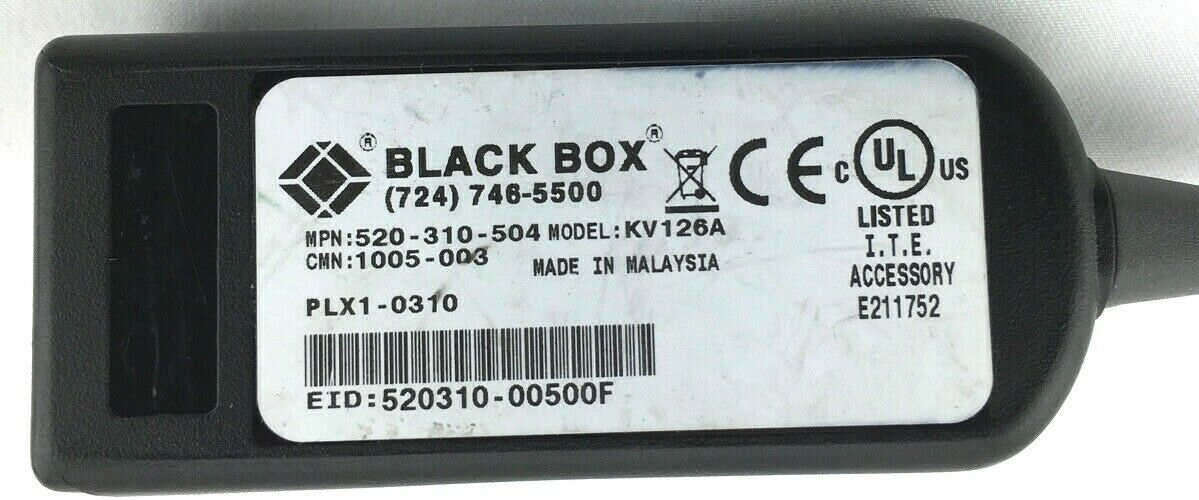 ® BLACK BOX®
(724) 746-5500
MPN:520-310-504 MODEL:KV126A
CMN:1005-003 MADE IN MALAYSIA
PLX1-0310
EID:520310-00500F
CE
C UL US
LISTED
I.T.E.
ACCESSORY
E211752